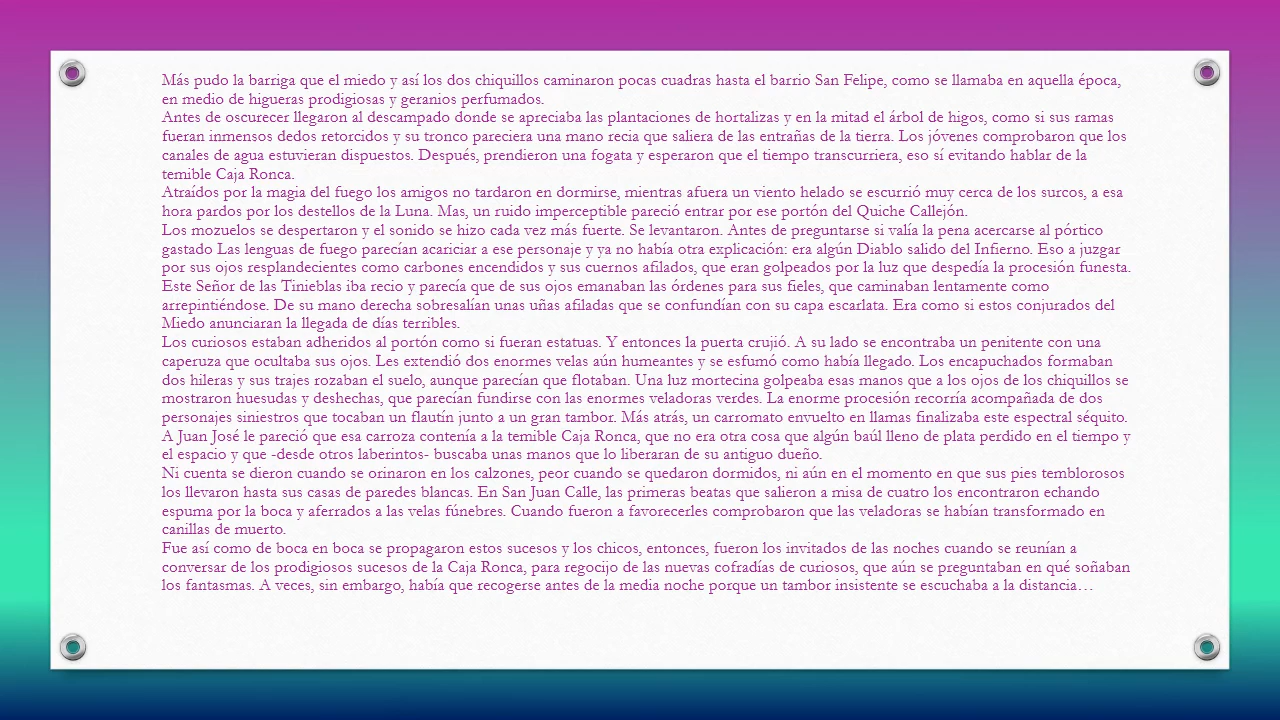 Más pudo la barriga que el miedo y así los dos chiquillos caminaron pocas cuadras hasta el barrio San Felipe, como se llamaba en aquella época,
en medio de higueras prodigiosas y geranios perfumados.
Antes de oscurecer llegaron al descampado donde se apreciaba las plantaciones de hortalizas y en la mitad el árbol de higos, como si sus ramas
fueran inmensos dedos retorcidos y su tronco pareciera una mano recia que saliera de las entrañas de la tierra. Los jóvenes comprobaron que los
canales de agua estuvieran dispuestos. Después, prendieron una fogata y esperaron que el tiempo transcurriera, eso sí evitando hablar de la
temible Caja Ronca.
Atraídos por la magia del fuego los amigos no tardaron en dormirse, mientras afuera un viento helado se escurrió muy cerca de los surcos, a esa
hora pardos por los destellos de la Luna. Mas, un ruido imperceptible pareció entrar por ese portón del Quiche Callejón.
Los mozuelos se despertaron y el sonido se hizo cada vez más fuerte. Se levantaron. Antes de preguntarse si valía la pena acercarse al pórtico
gastado Las lenguas de fuego parecían acariciar a ese personaje y ya no había otra explicación: era algún Diablo salido del Infierno. Eso a juzgar
por sus ojos resplandecientes como carbones encendidos y sus cuernos afilados, que eran golpeados por la luz que despedía la procesión funesta.
Este Señor de las Tinieblas iba recio y parecía que de sus ojos emanaban las órdenes para sus fieles, que caminaban lentamente como
arrepintiéndose. De su mano derecha sobresalían unas uñas afiladas que se confundían con su capa escarlata. Era como si estos conjurados del
Miedo anunciaran la llegada de días terribles.
Los curiosos estaban adheridos al portón como si fueran estatuas. Y entonces la puerta crujió. A su lado se encontraba un penitente con una
caperuza que ocultaba sus ojos. Les extendió dos enormes velas aún humeantes y se esfumó como había llegado. Los encapuchados formaban
dos hileras y sus trajes rozaban el suelo, aunque parecían que flotaban. Una luz mortecina golpeaba esas manos que a los ojos de los chiquillos se
mostraron huesudas y deshechas, que parecían fundirse con las enormes veladoras verdes. La enorme procesión recorría acompañada de dos
personajes siniestros que tocaban un flautín junto a un gran tambor. Más atrás, un carromato envuelto en llamas finalizaba este espectral séquito.
A Juan José le pareció que esa carroza contenía a la temible Caja Ronca, que no era otra cosa que algún baúl lleno de plata perdido en el tiempo y
el espacio y que -desde otros laberintos- buscaba unas manos que lo liberaran de su antiguo dueño.
Ni cuenta se dieron cuando se orinaron en los calzones, peor cuando se quedaron dormidos, ni aún en el momento en que sus pies temblorosos
los llevaron hasta sus casas de paredes blancas. En San Juan Calle, las primeras beatas que salieron a misa de cuatro los encontraron echando
espuma por la boca y aferrados a las velas fúnebres. Cuando fueron a favorecerles comprobaron que las veladoras se habían transformado en
canillas de muerto.
Fue así como de boca en boca se propagaron estos sucesos y los chicos, entonces, fueron los invitados de las noches cuando se reunían a
conversar de los prodigiosos sucesos de la Caja Ronca, para regocijo de las nuevas cofradías de curiosos, que aún se preguntaban en qué soñaban
los fantasmas. A veces, sin embargo, había que recogerse antes de la media noche porque un tambor insistente se escuchaba a la distancia…